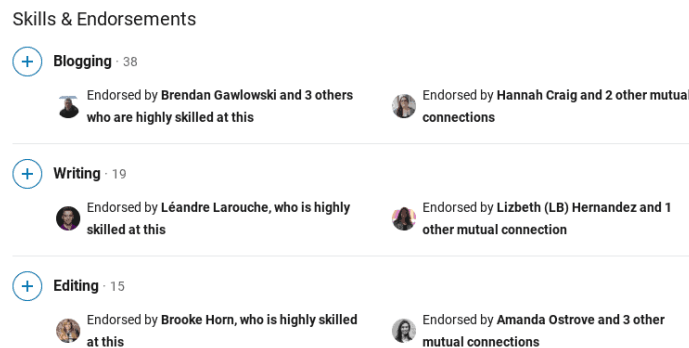 Skills & Endorsements
Blogging · 38
Endorsed by Brendan Gawlowski and 3 others
who are highly skilled at this
Endorsed by Hannah Craig and 2 other mutual
connections
Writing · 19
Endorsed by Léandre Larouche, who is highly
skilled at this
Endorsed by Lizbeth (LB) Hernandez and 1
other mutual connection
Editing · 15
Endorsed by Brooke Horn, who is highly skilled
at this
Endorsed by Amanda Ostrove and 3 other
mutual connections